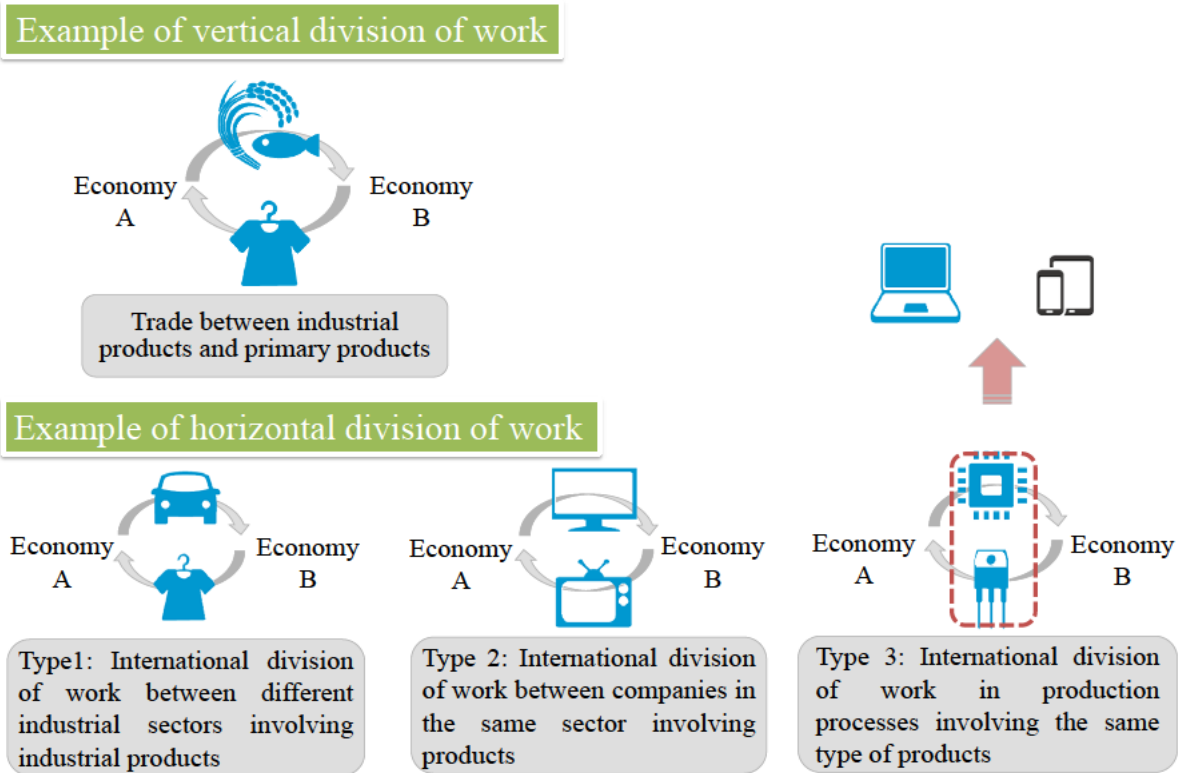 Example of vertical division of work
Economy
A
Economy
B
Trade between industrial
products and primary products
Example of horizontal division of work
Economy
A
Economy
B
Type1: International division
of work between different
industrial sectors involving
industrial products
Economy
A
Economy
B
Type 2: International division
of work between companies in
the same sector involving
products
Economy
A
Economy
B
Type 3: International division
of work in production
processes involving the same
type of products